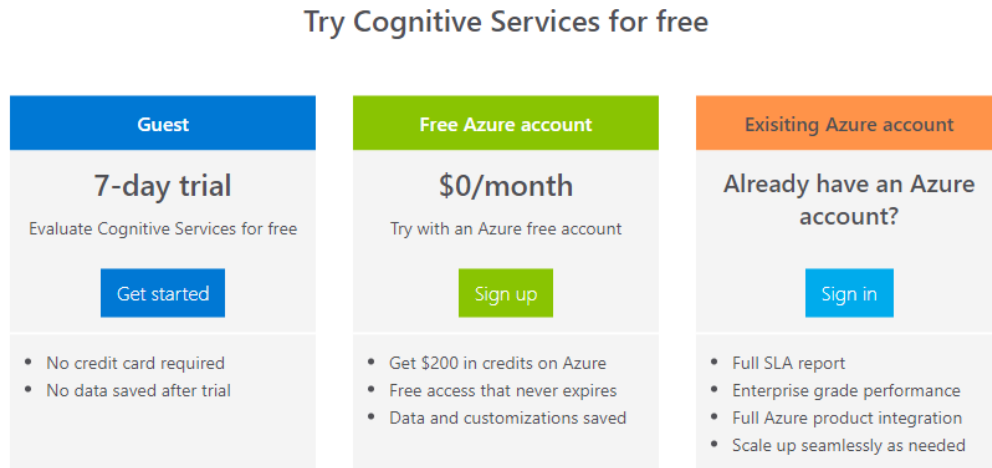 Try Cognitive Services for free
Guest
7-day trial
Evaluate Cognitive Services for free
Get started
No credit card required
No data saved after trial
Free Azure account
$0/month
Try with an Azure free account
Sign up
Get $200 in credits on Azure
Free access that never expires
Data and customizations saved
Exisiting Azure account
Already have an Azure
account?
Sign in
Full SLA report
Enterprise grade performance
Full Azure product integration
Scale up seamlessly as needed